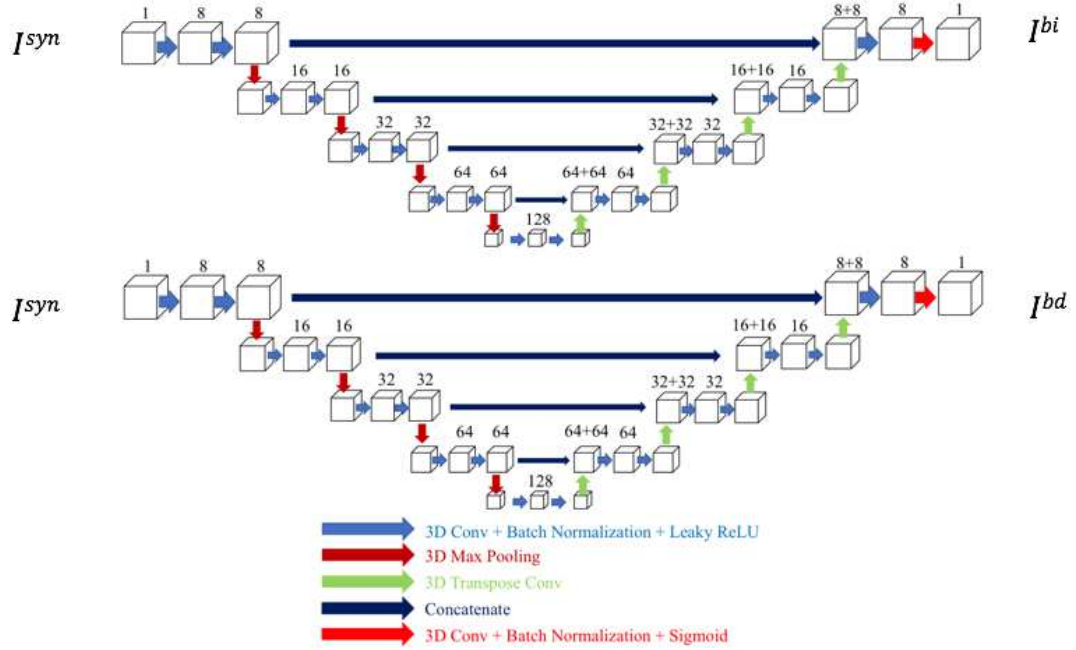 1 8 8 8+8 8 1
I^syn I^bi
16 16 16+16 16
32 32 32+32 32
64 64 64+64 64
128
1 8 8 8+8 8 1
I^syn I^bd
16 16 16+16 16
32 32 32+32 32
64 64 64+64 64
128
3D Conv + Batch Normalization + Leaky ReLU
3D Max Pooling
3D Transpose Conv
Concatenate
3D Conv + Batch Normalization + Sigmoid